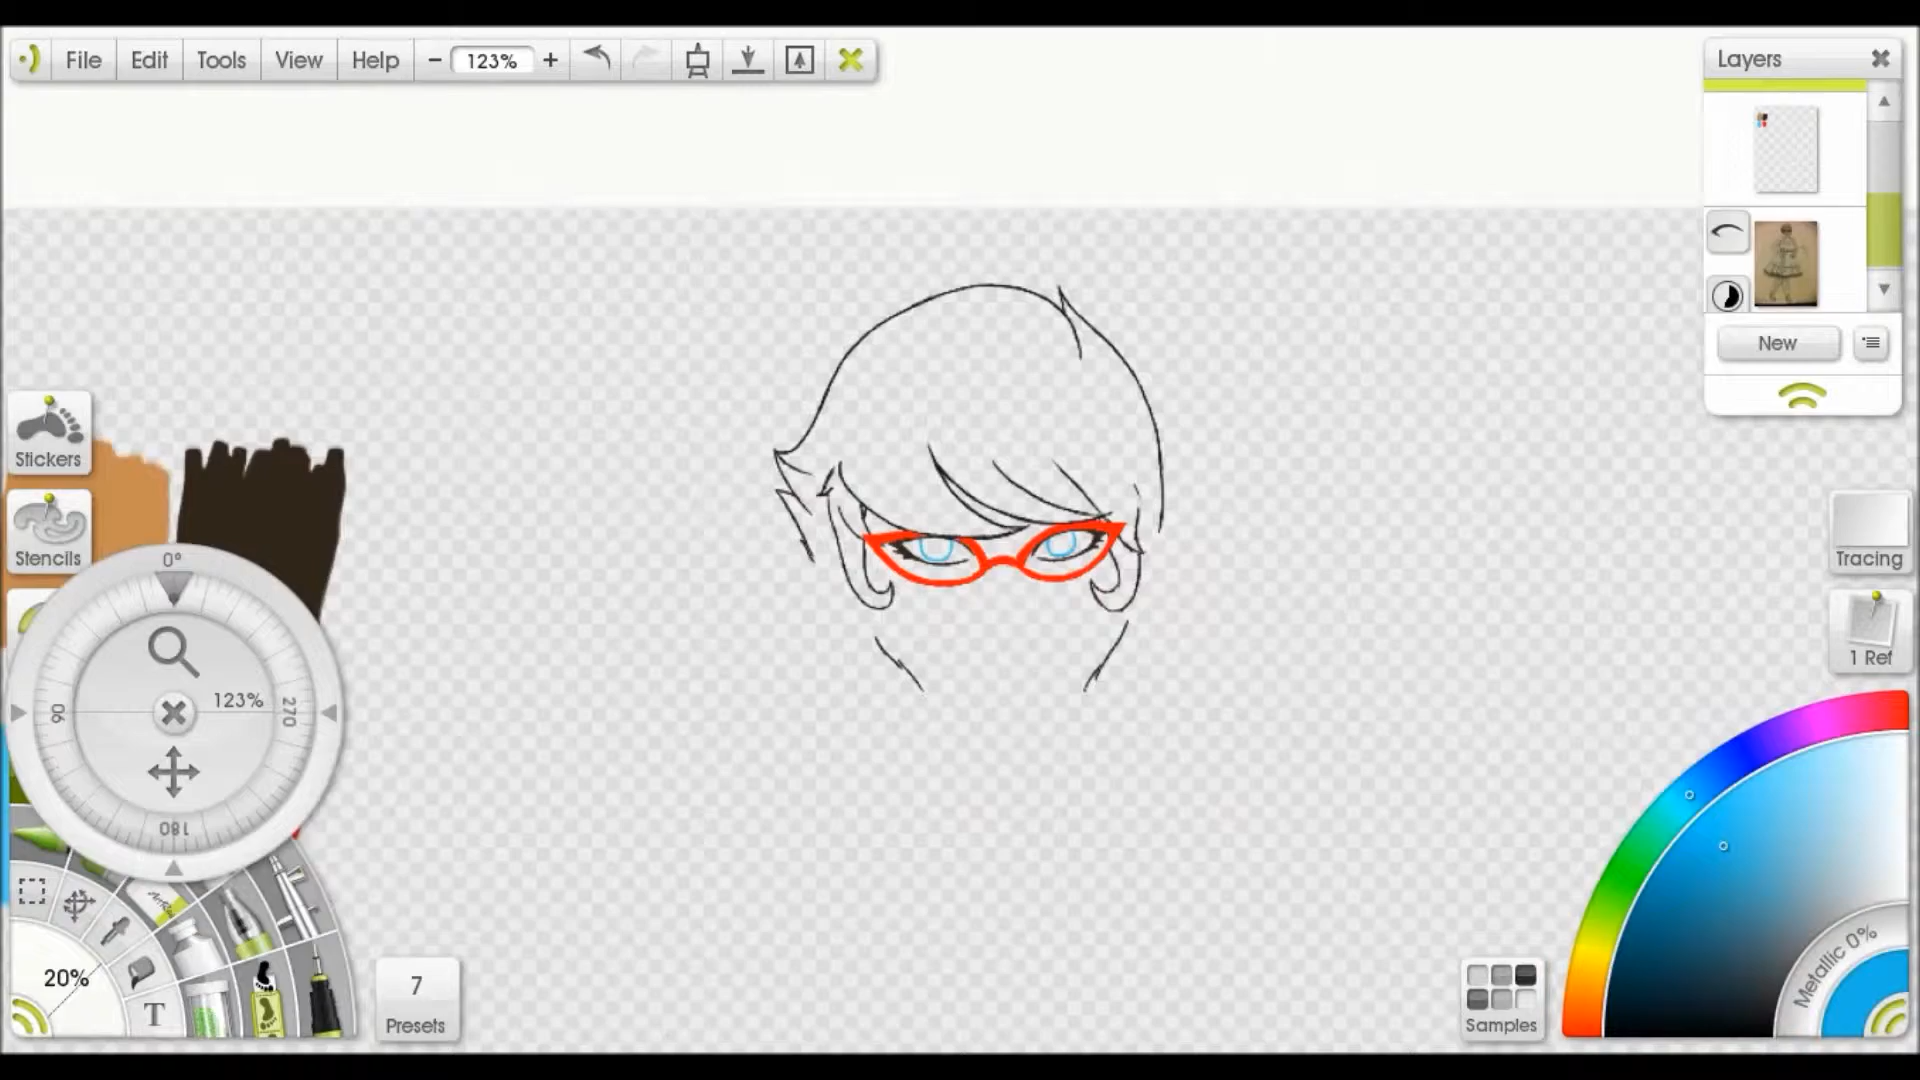 File Edit Tools View Help − 123% +
Layers
New
Stickers
Stencils
0°
123%
90
270
180
20%
T
7
Presets
Tracing
1 Ref
Metallic 0%
Samples